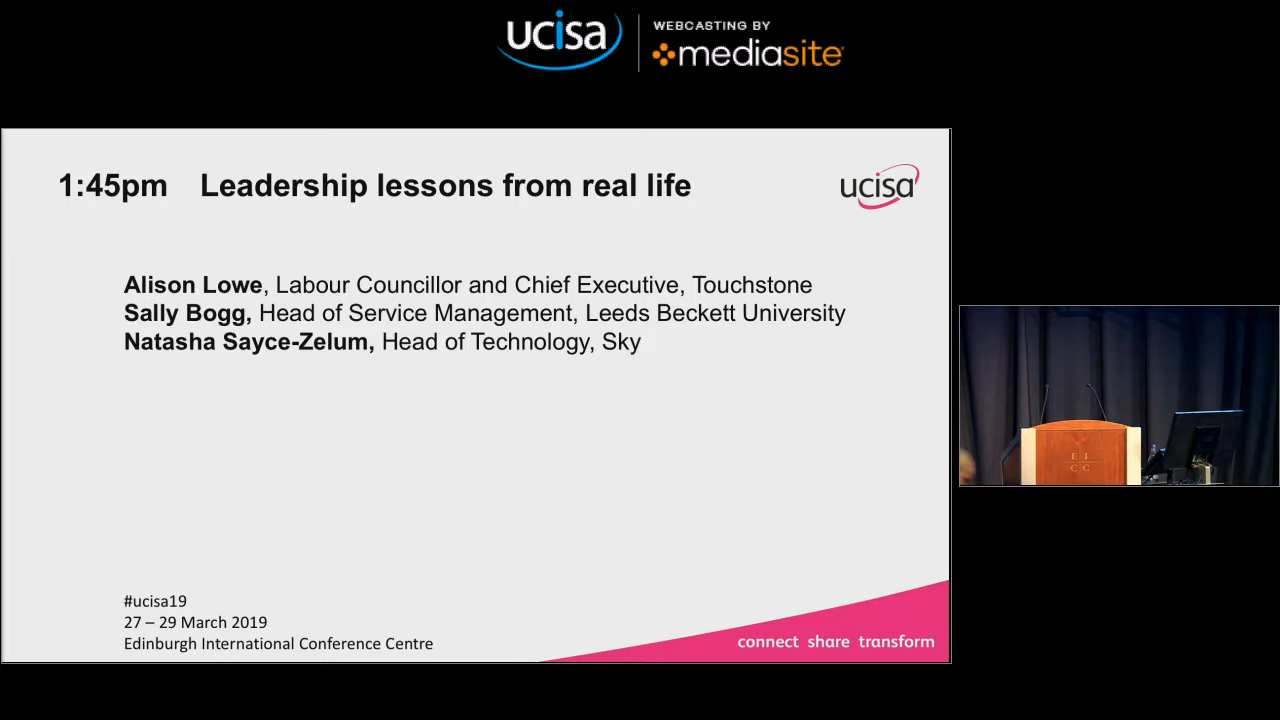 ucisa
WEBCASTING BY
mediasite
1:45pm Leadership lessons from real life
ucisa
Alison Lowe, Labour Councillor and Chief Executive, Touchstone
Sally Bogg, Head of Service Management, Leeds Beckett University
Natasha Sayce-Zelum, Head of Technology, Sky
#ucisa19
27 – 29 March 2019
Edinburgh International Conference Centre
connect share transform
E I
C C